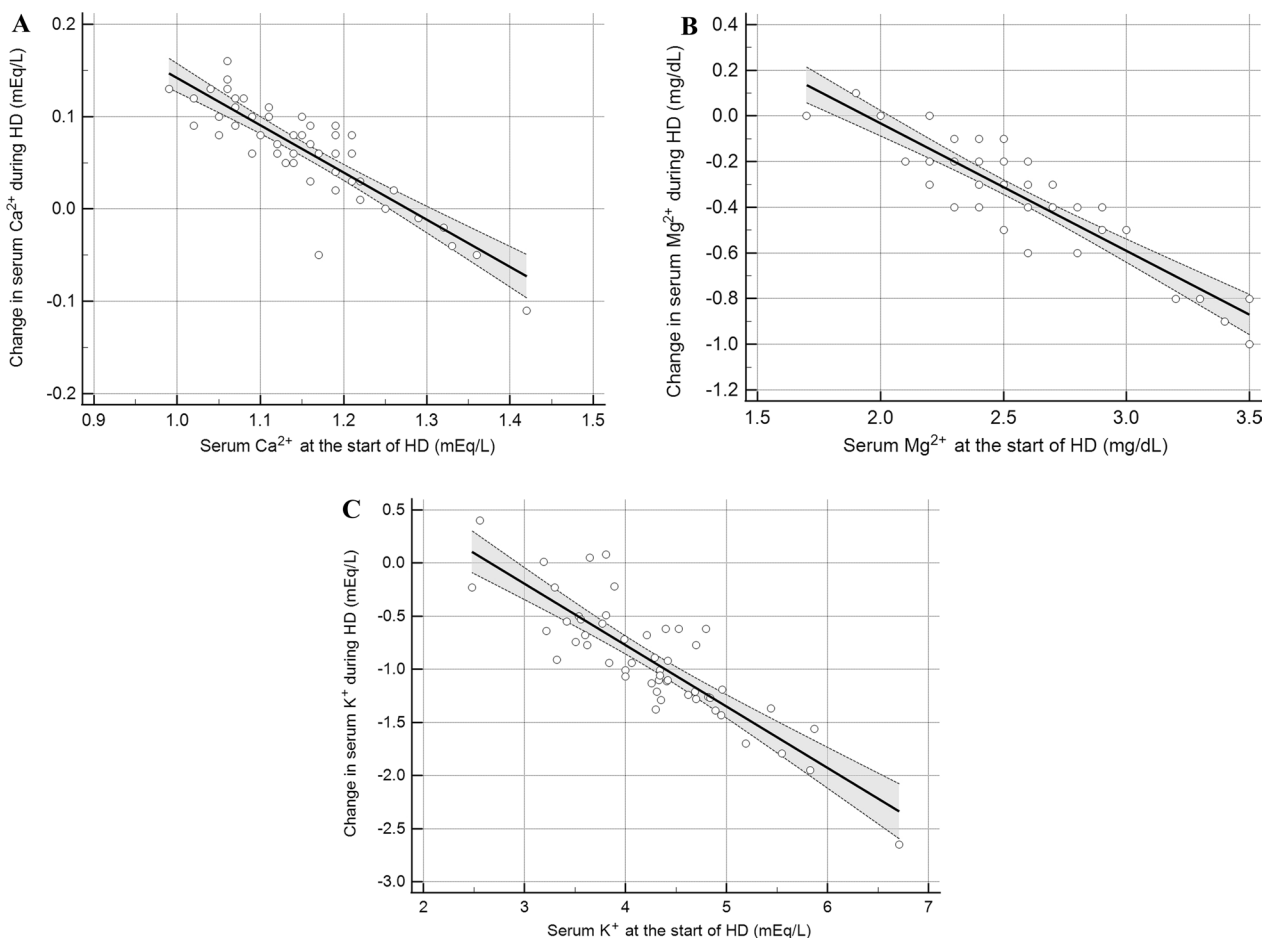 A
Change in serum Ca²⁺ during HD (mEq/L)
0.2
0.1
0.0
-0.1
-0.2
0.9 1.0 1.1 1.2 1.3 1.4 1.5
Serum Ca²⁺ at the start of HD (mEq/L)
B
Change in serum Mg²⁺ during HD (mg/dL)
0.4
0.2
0.0
-0.2
-0.4
-0.6
-0.8
-1.0
-1.2
1.5 2.0 2.5 3.0 3.5
Serum Mg²⁺ at the start of HD (mg/dL)
C
Change in serum K⁺ during HD (mEq/L)
0.5
0.0
-0.5
-1.0
-1.5
-2.0
-2.5
-3.0
2 3 4 5 6 7
Serum K⁺ at the start of HD (mEq/L)